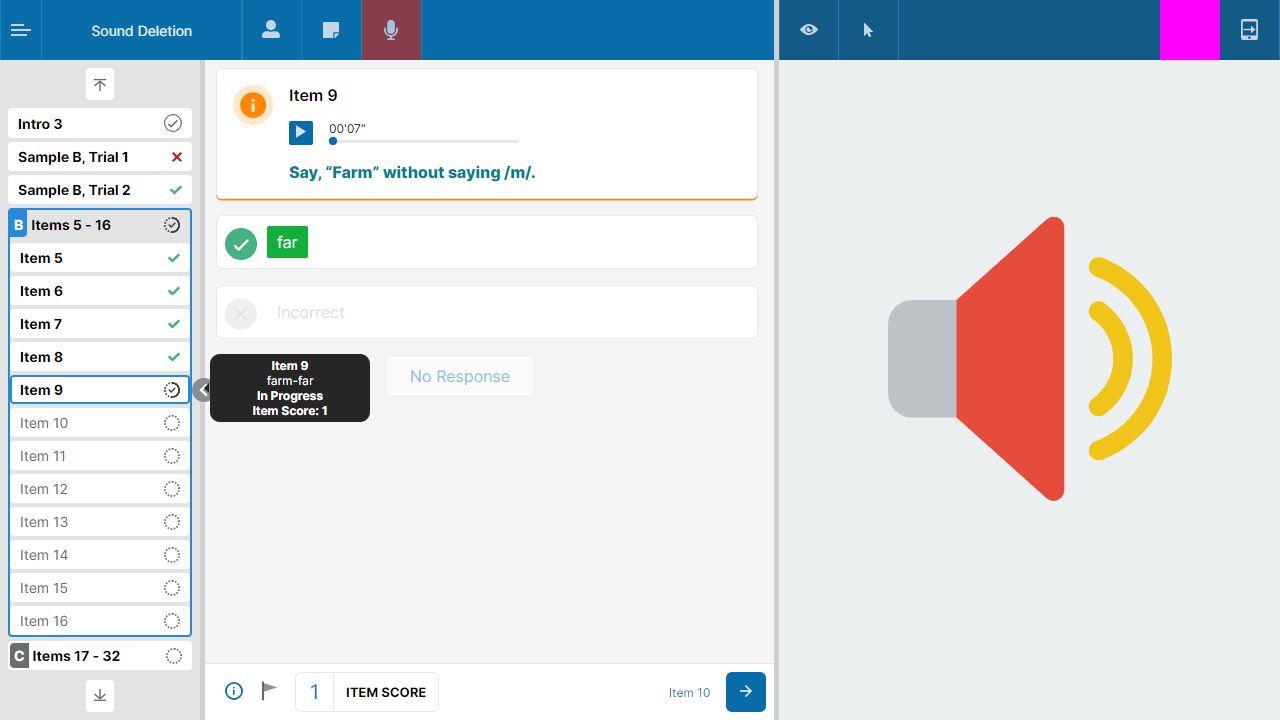 Sound Deletion
Intro 3
Sample B, Trial 1
Sample B, Trial 2
B Items 5 - 16
Item 5
Item 6
Item 7
Item 8
Item 9
Item 10
Item 11
Item 12
Item 13
Item 14
Item 15
Item 16
C Items 17 - 32
Item 9
00'07"
Say, “Farm” without saying /m/.
far
Incorrect
Item 9
farm-far
In Progress
Item Score: 1
No Response
1 ITEM SCORE
Item 10